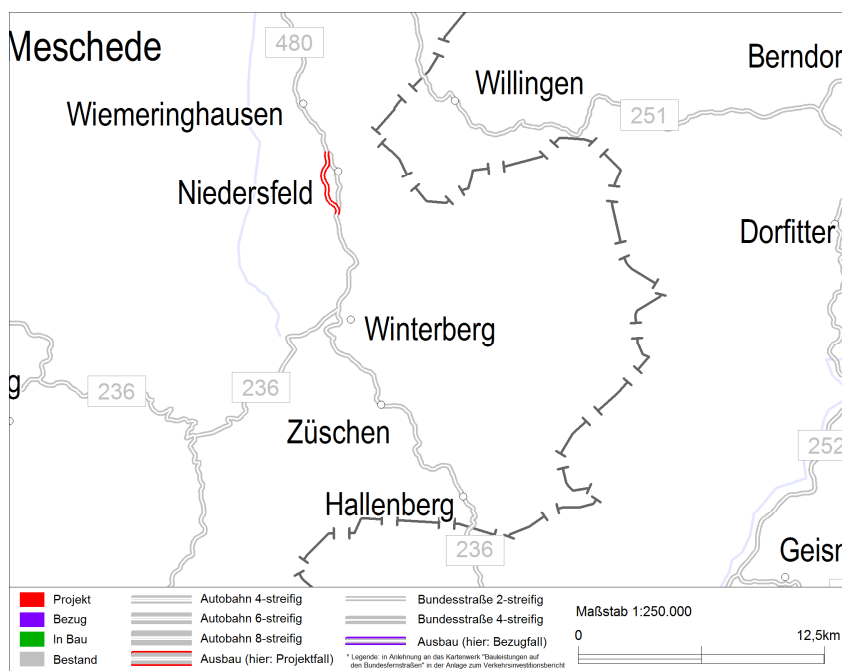 Meschede
480
Berndor
Willingen
Wiemeringhausen
251
Niedersfeld
Dorfitter
Winterberg
g
236
236
Züschen
252
Hallenberg
236
Geisn
Projekt
Bezug
In Bau
Bestand
Autobahn 4-streifig
Autobahn 6-streifig
Autobahn 8-streifig
Ausbau (hier: Projektfall)
Bundesstraße 2-streifig
Bundesstraße 4-streifig
Ausbau (hier: Bezugfall)
* Legende: in Anlehnung an das Kartenwerk "Bauleistungen auf
den Bundesfernstraßen" in der Anlage zum Verkehrsinvestitionsbericht
Maßstab 1:250.000
0
12,5km